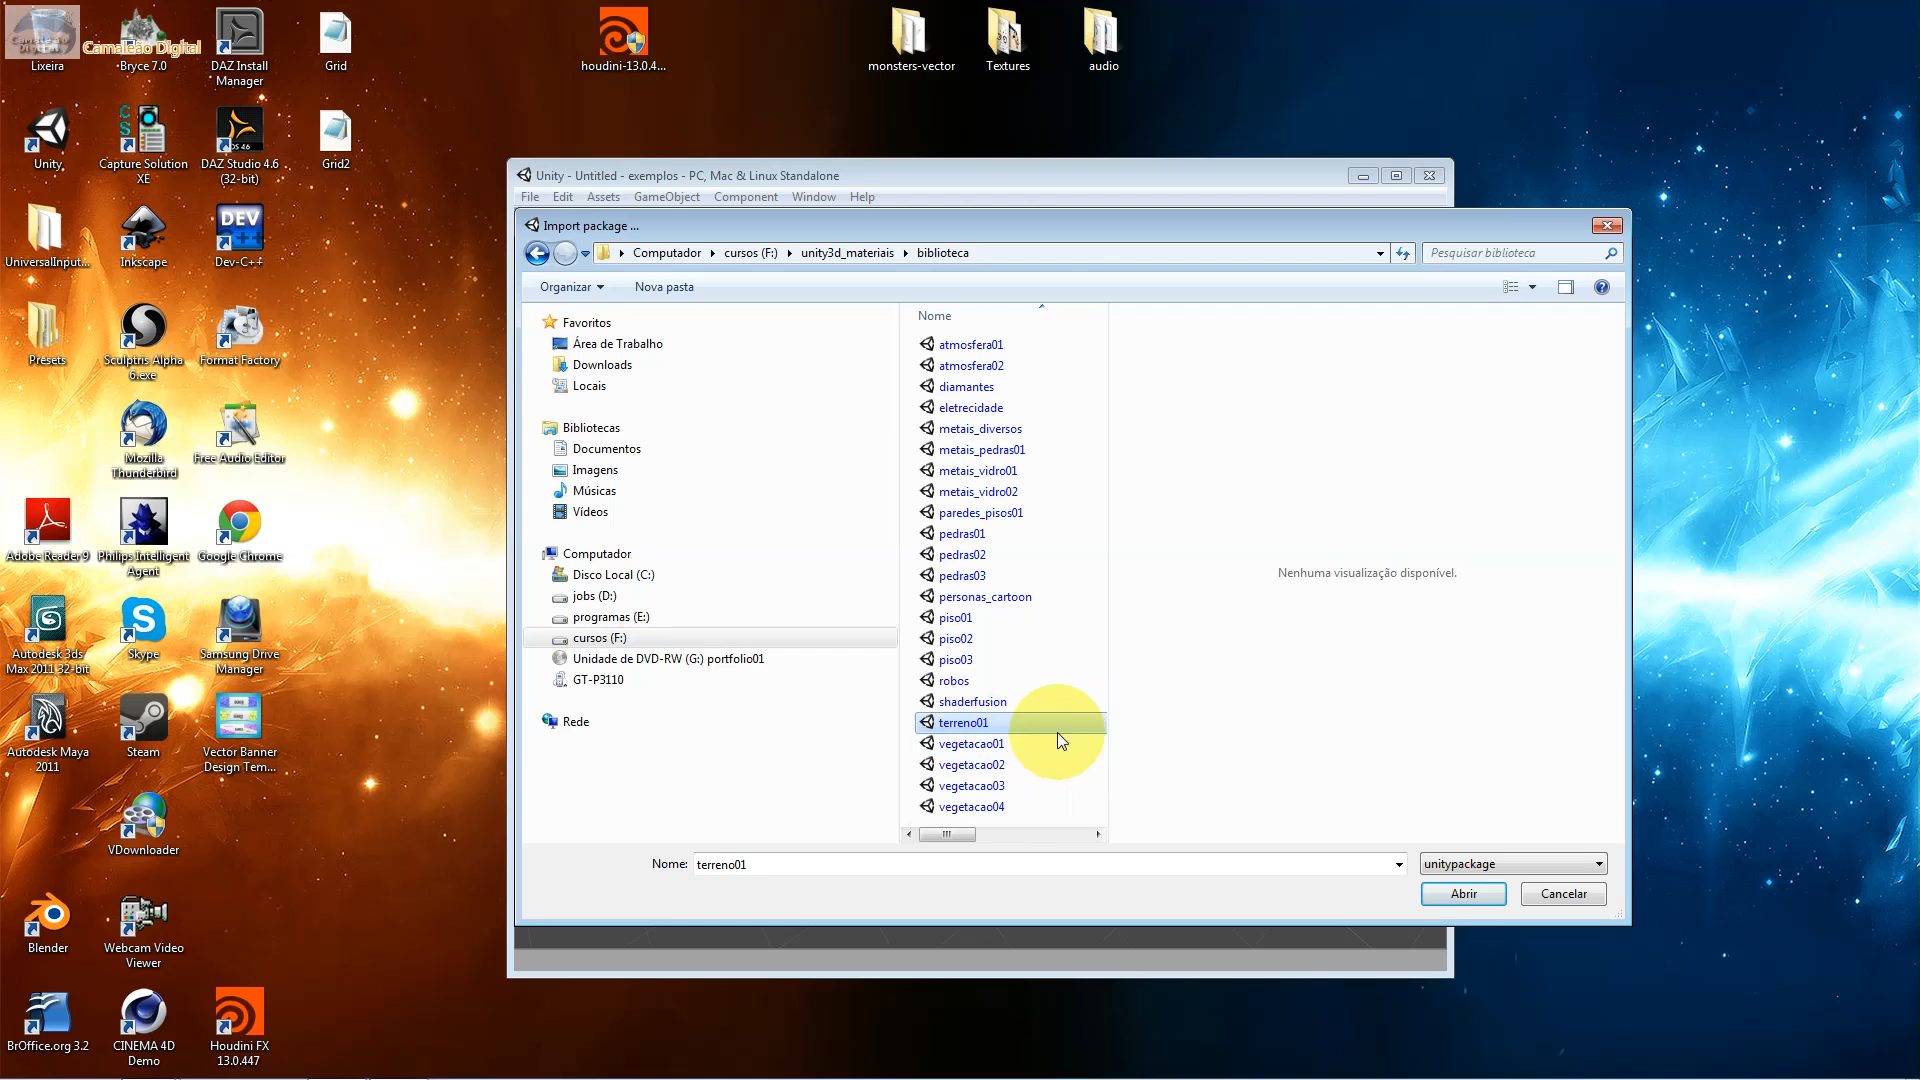 Camaleão Digital
Camaleão Digital
Lixeira
Bryce 7.0
DAZ Install Manager
Grid
houdini-13.0.4...
monsters-vector
Textures
audio
Unity
Capture Solution XE
DAZ Studio 4.6 (32-bit)
Grid2
UniversalInput...
Inkscape
Dev-C++
Presets
Sculptris Alpha 6.exe
Format Factory
Mozilla Thunderbird
Free Audio Editor
Adobe Reader 9
Philips Intelligent Agent
Google Chrome
Autodesk 3ds Max 2011 32-bit
Skype
Samsung Drive Manager
Autodesk Maya 2011
Steam
Vector Banner Design Tem...
VDownloader
Blender
Webcam Video Viewer
BrOffice.org 3.2
CINEMA 4D Demo
Houdini FX 13.0.447
Unity - Untitled - exemplos - PC, Mac & Linux Standalone
File Edit Assets GameObject Component Window Help
Import package ...
Computador cursos (F:) unity3d_materiais biblioteca
Pesquisar biblioteca
Organizar Nova pasta
Favoritos
Área de Trabalho
Downloads
Locais
Bibliotecas
Documentos
Imagens
Músicas
Vídeos
Computador
Disco Local (C:)
jobs (D:)
programas (E:)
cursos (F:)
Unidade de DVD-RW (G:) portfolio01
GT-P3110
Rede
Nome
atmosfera01
atmosfera02
diamantes
eletrecidade
metais_diversos
metais_pedras01
metais_vidro01
metais_vidro02
paredes_pisos01
pedras01
pedras02
pedras03
personas_cartoon
piso01
piso02
piso03
robos
shaderfusion
terreno01
vegetacao01
vegetacao02
vegetacao03
vegetacao04
Nenhuma visualização disponível.
Nome: terreno01
unitypackage
Abrir Cancelar